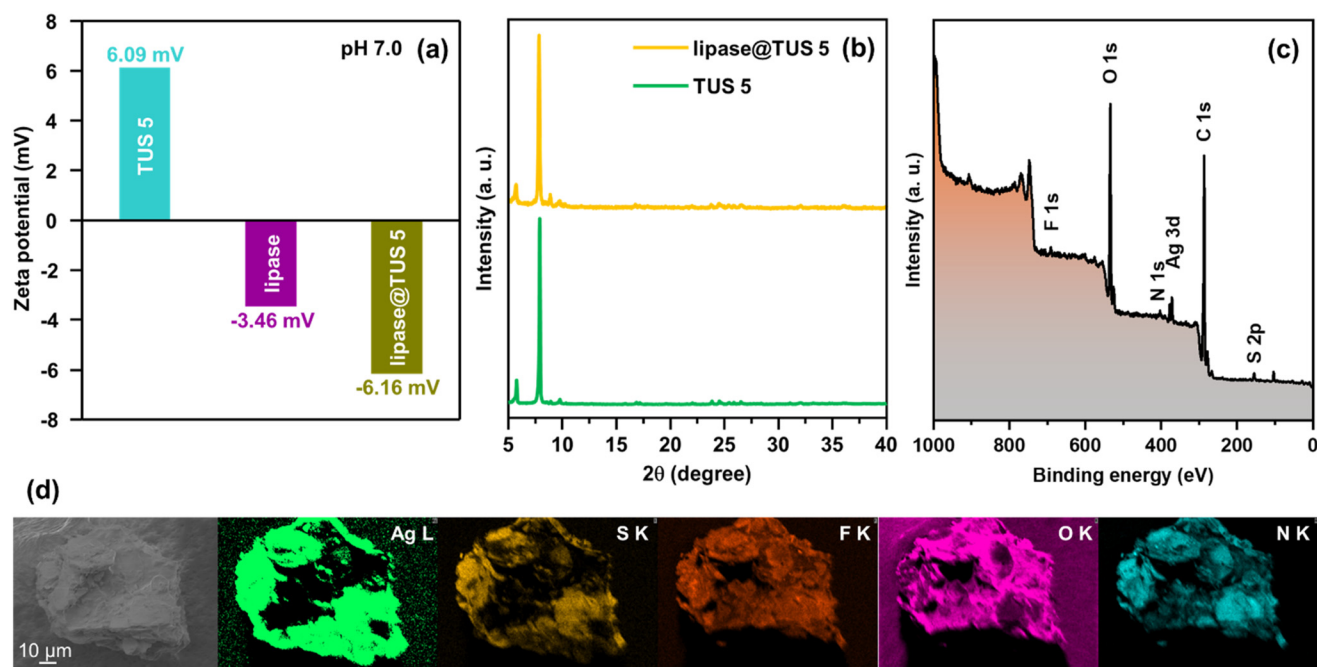 (a)
pH 7.0
Zeta potential (mV)
8
6
4
2
0
-2
-4
-6
-8
6.09 mV
TUS 5
lipase
-3.46 mV
lipase@TUS 5
-6.16 mV
(b)
lipase@TUS 5
TUS 5
Intensity (a. u.)
5 10 15 20 25 30 35 40
2θ (degree)
(c)
Intensity (a. u.)
F 1s
O 1s
N 1s
Ag 3d
C 1s
S 2p
1000 800 600 400 200 0
Binding energy (eV)
(d)
10 µm
Ag L
S K
F K
O K
N K